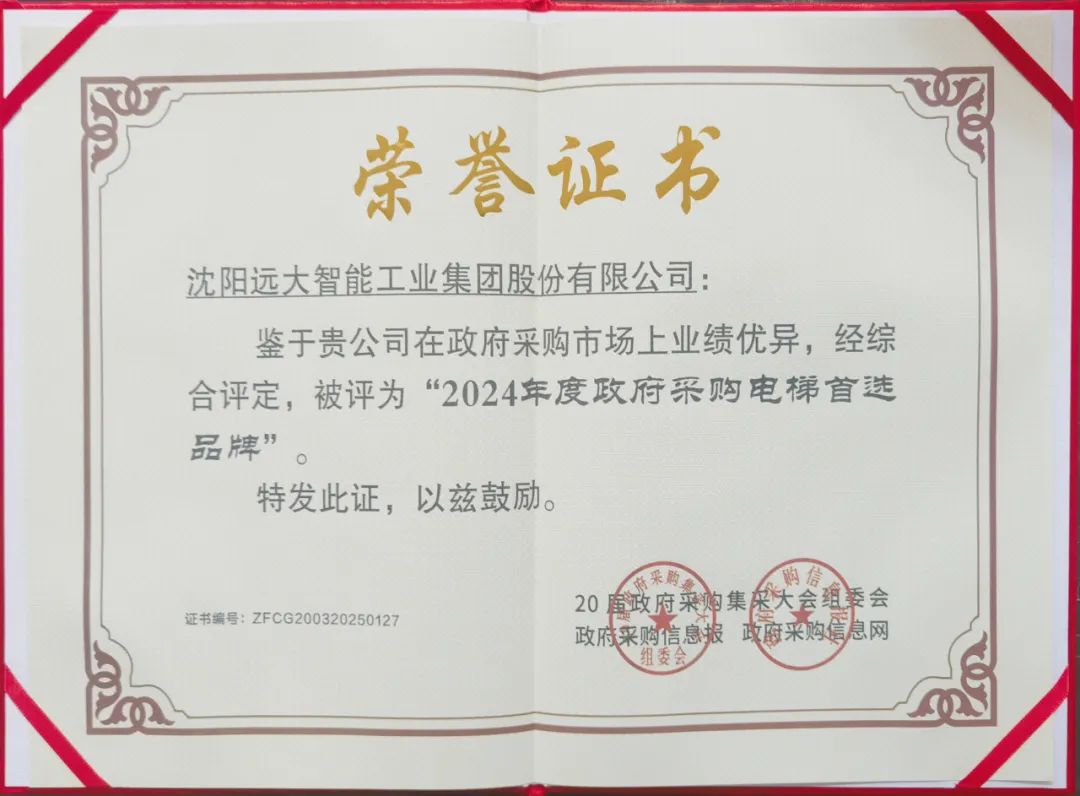 荣誉证书
沈阳远大智能工业集团股份有限公司：
鉴于贵公司在政府采购市场上业绩优异，经综
合评定，被评为“2024年度政府采购电梯首选
品牌”。
特发此证，以兹鼓励。
证书编号：ZFCG200320250127
20届政府采购集采大会组委会
政府采购信息报 政府采购信息网
组委会